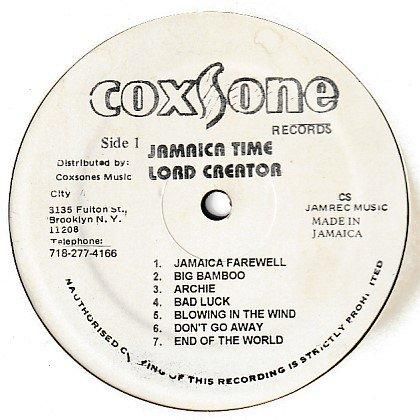 coxsone
RECORDS
Side 1
JAMAICA TIME
LORD CREATOR
Distributed by:
Coxsones Music
City
3135 Fulton St.,
Brooklyn N.Y.
11208
Telephone:
718-277-4166
CS
JAMREC MUSIC
MADE IN
JAMAICA
1. JAMAICA FAREWELL
2. BIG BAMBOO
3. ARCHIE
4. BAD LUCK
5. BLOWING IN THE WIND
6. DON'T GO AWAY
7. END OF THE WORLD
NAUTHORISED OF THIS RECORDING IS STRICTLY PROHIBITED